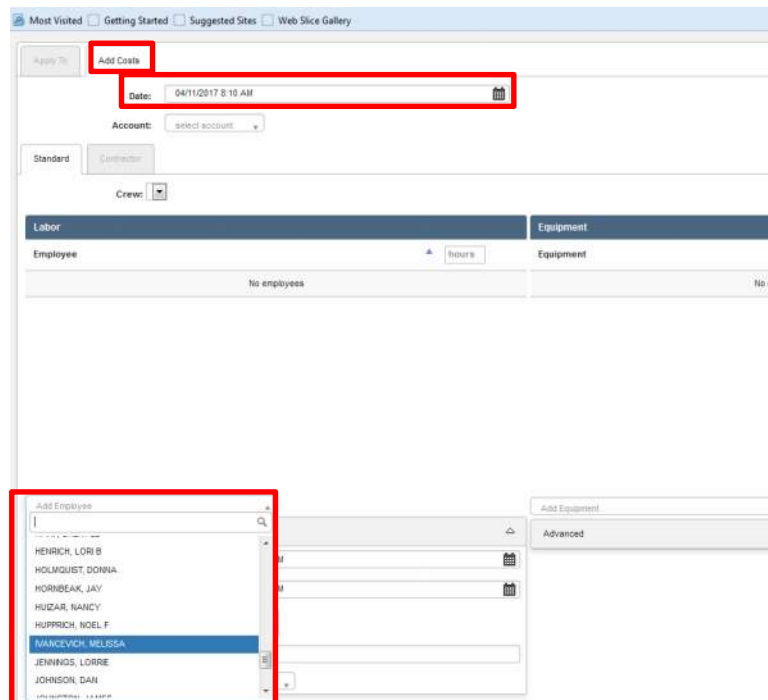 Most Visited Getting Started Suggested Sites Web Slice Gallery
Apply To Add Costs
Date: 04/11/2017 8:10 AM
Account: select account
Standard Contractor
Crew:
Labor Equipment
Employee hours Equipment
No employees No
Add Employee Add Equipment
Advanced
HENRICH, LORI B
HOLMQUIST, DONNA
HORNBEAK, JAY
HUIZAR, NANCY
HUPPRICH, NOEL F
IVANCEVICH, MELISSA
JENNINGS, LORRIE
JOHNSON, DAN